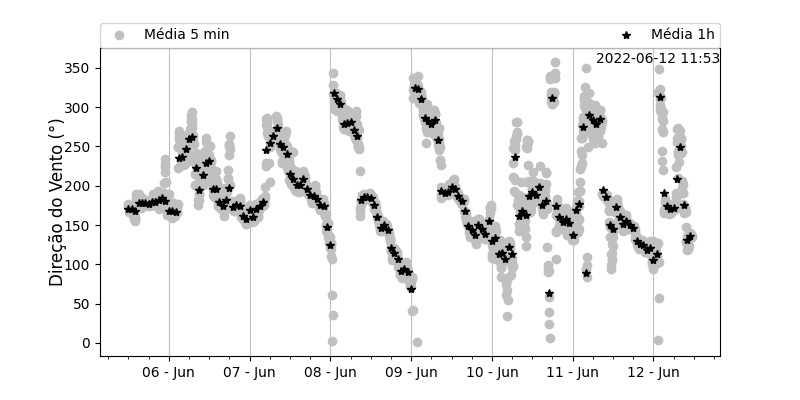 Média 5 min
Média 1h
2022-06-12 11:53
Direção do Vento (°)
350
300
250
200
150
100
50
0
06 - Jun
07 - Jun
08 - Jun
09 - Jun
10 - Jun
11 - Jun
12 - Jun